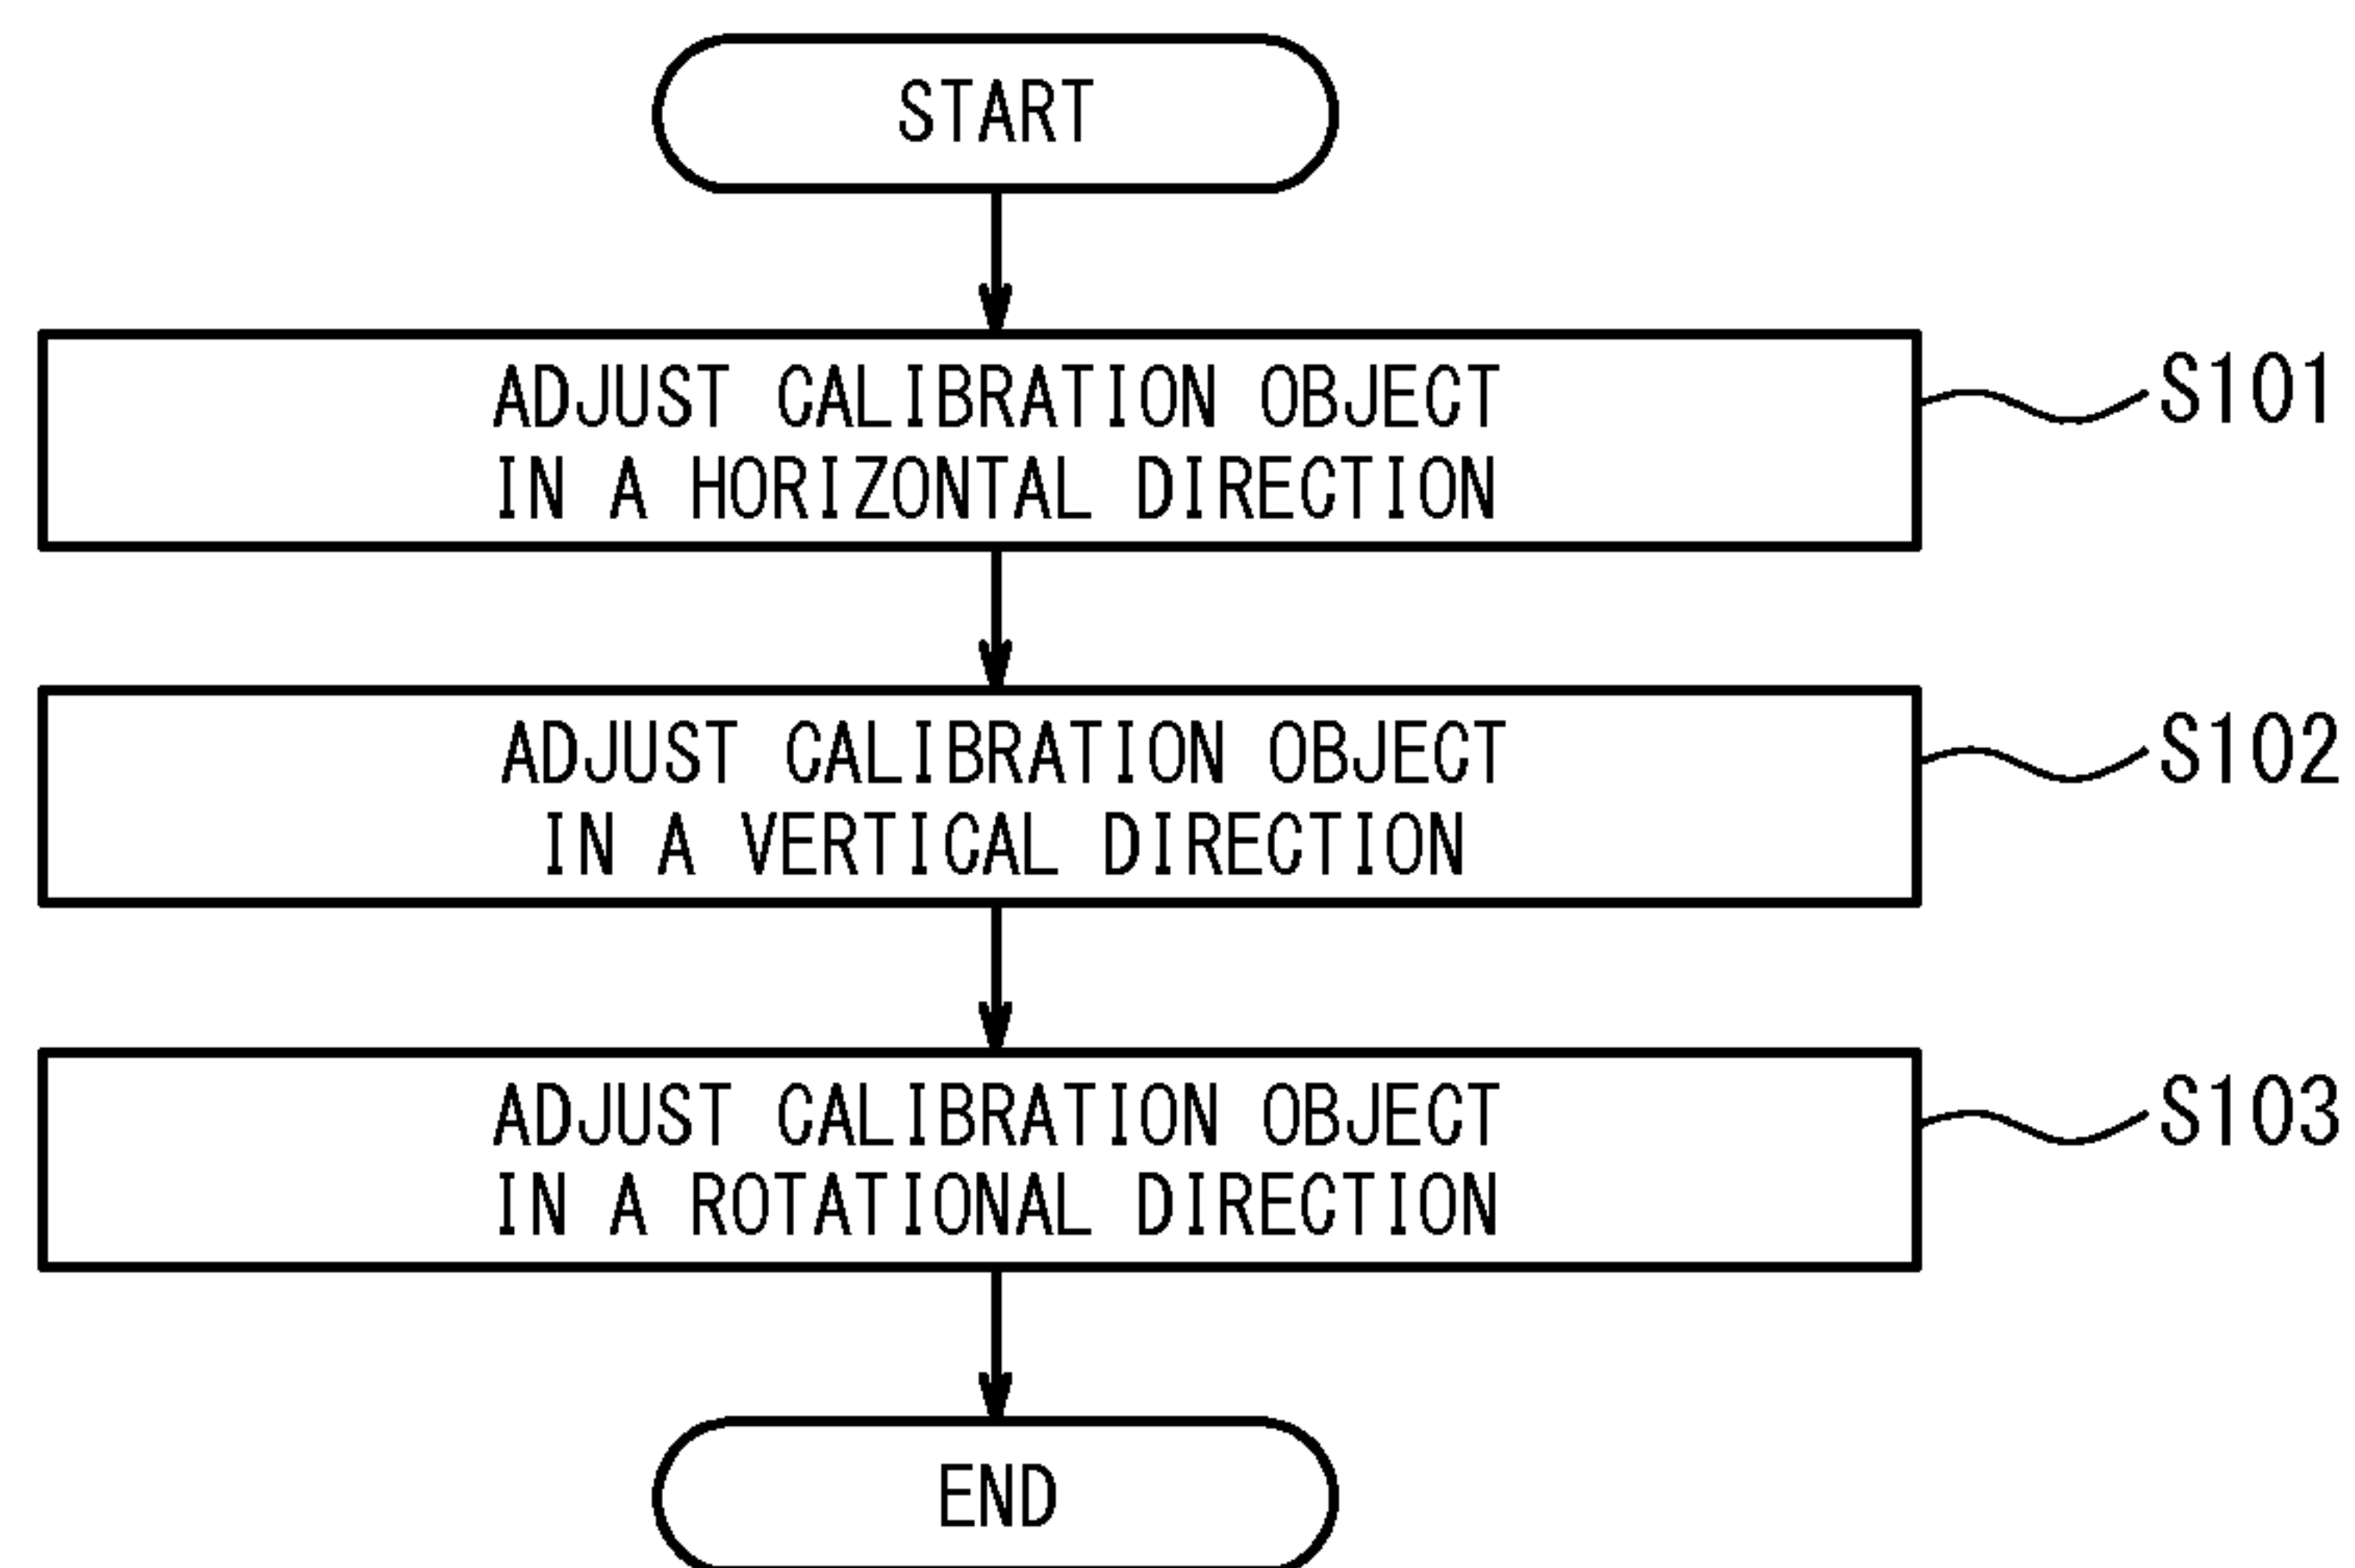 START
ADJUST CALIBRATION OBJECT
IN A HORIZONTAL DIRECTION
S101
ADJUST CALIBRATION OBJECT
IN A VERTICAL DIRECTION
S102
ADJUST CALIBRATION OBJECT
IN A ROTATIONAL DIRECTION
S103
END